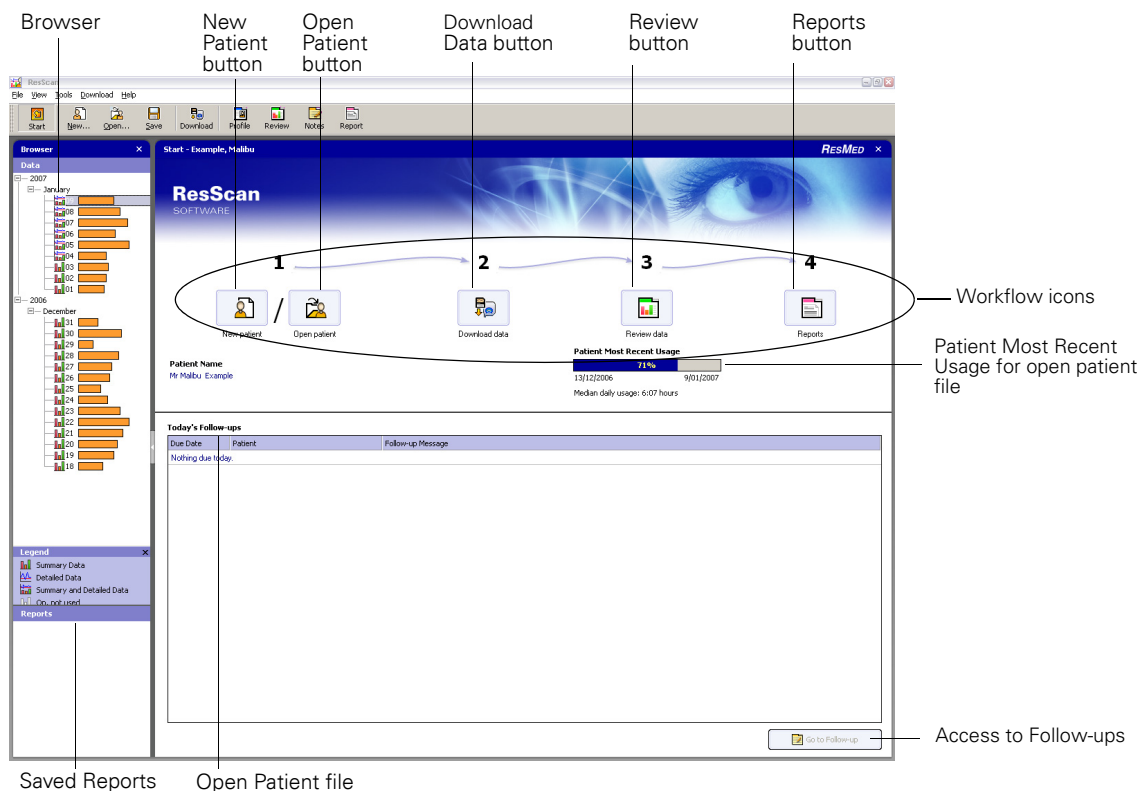 Browser
New
Patient
button
Open
Patient
button
Download
Data button
Review
button
Reports
button
ResScan
File View Tools Download Help
Start New... Open... Save Download Profile Review Notes Report
Browser
Data
2007
January
08
07
06
05
04
03
02
01
2006
December
31
30
29
28
27
26
25
24
23
22
21
20
19
18
Legend
Summary Data
Detailed Data
Summary and Detailed Data
On, not used
Reports
Start - Example, Malibu
RESMED
ResScan
SOFTWARE
1 2 3 4
New patient / Open patient Download data Review data Reports
Patient Name
Mr Malibu Example
Patient Most Recent Usage
71%
13/12/2006 9/01/2007
Median daily usage: 6:07 hours
Today's Follow-ups
Due Date Patient Follow-up Message
Nothing due today.
Go to Follow-up
Workflow icons
Patient Most Recent
Usage for open patient
file
Access to Follow-ups
Saved Reports
Open Patient file